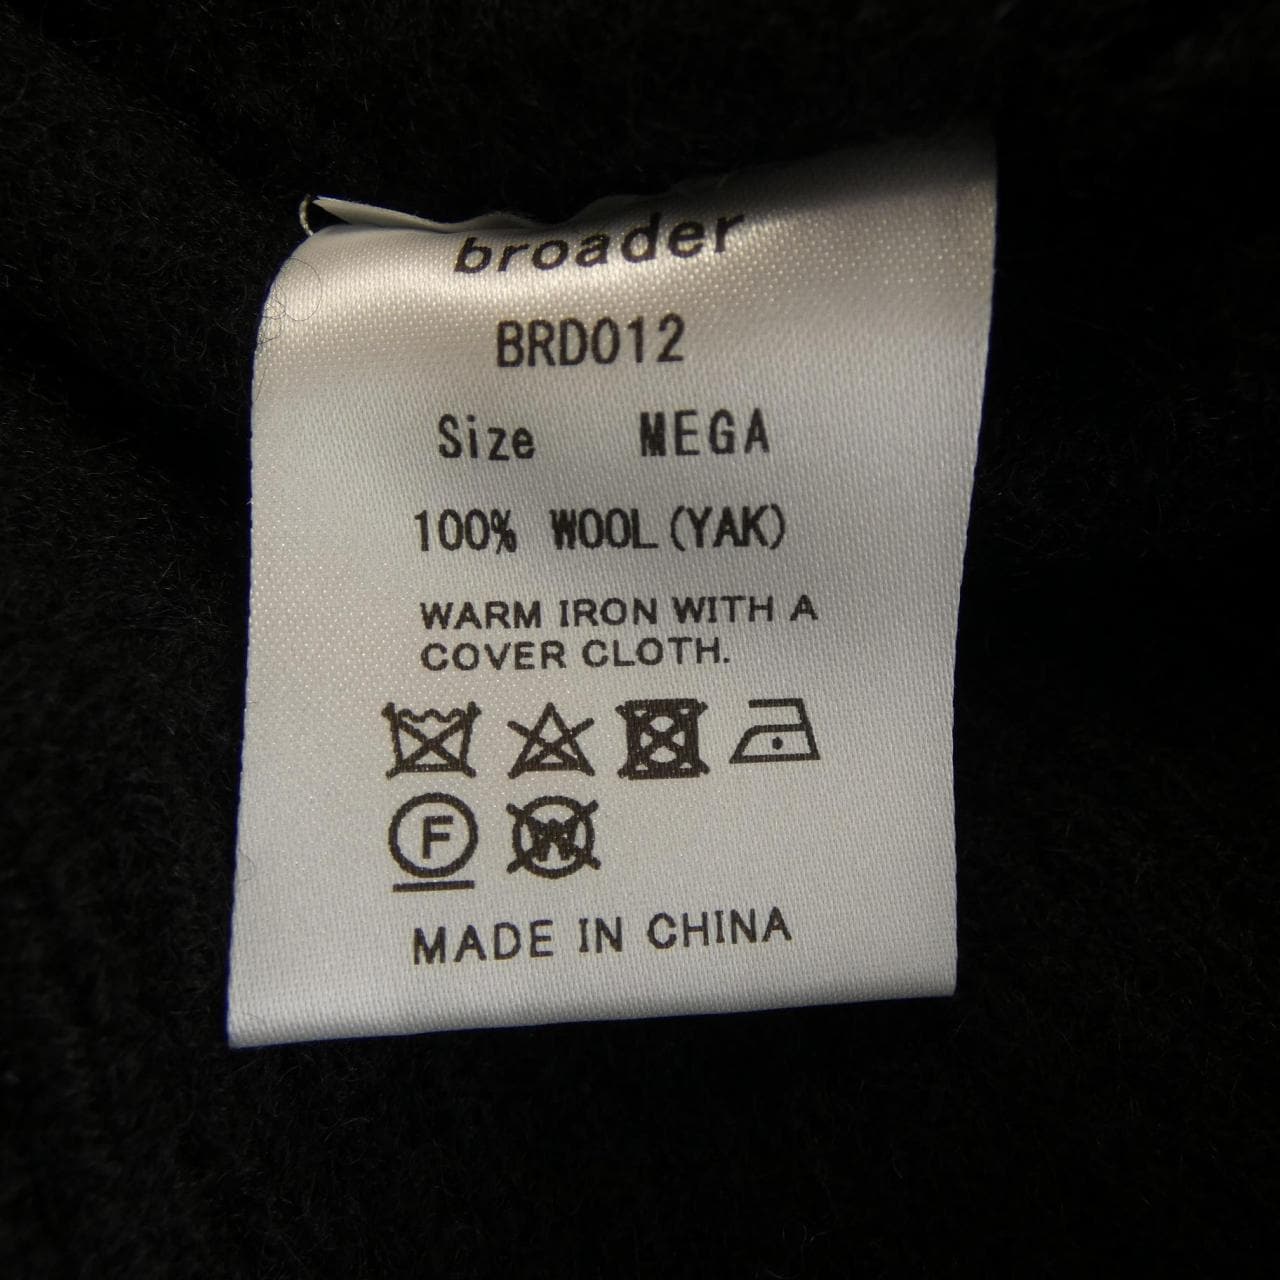 broader
BRD012
Size MEGA
100% WOOL(YAK)
WARM IRON WITH A
COVER CLOTH.
F W
MADE IN CHINA